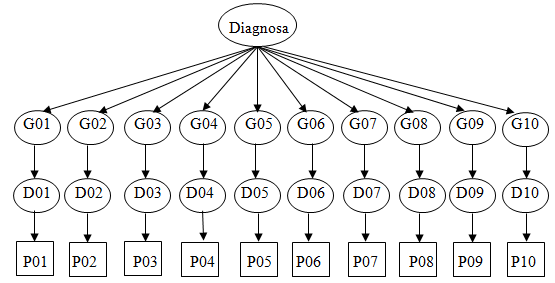 Diagnosa
G01 G02 G03 G04 G05 G06 G07 G08 G09 G10
D01 D02 D03 D04 D05 D06 D07 D08 D09 D10
P01 P02 P03 P04 P05 P06 P07 P08 P09 P10